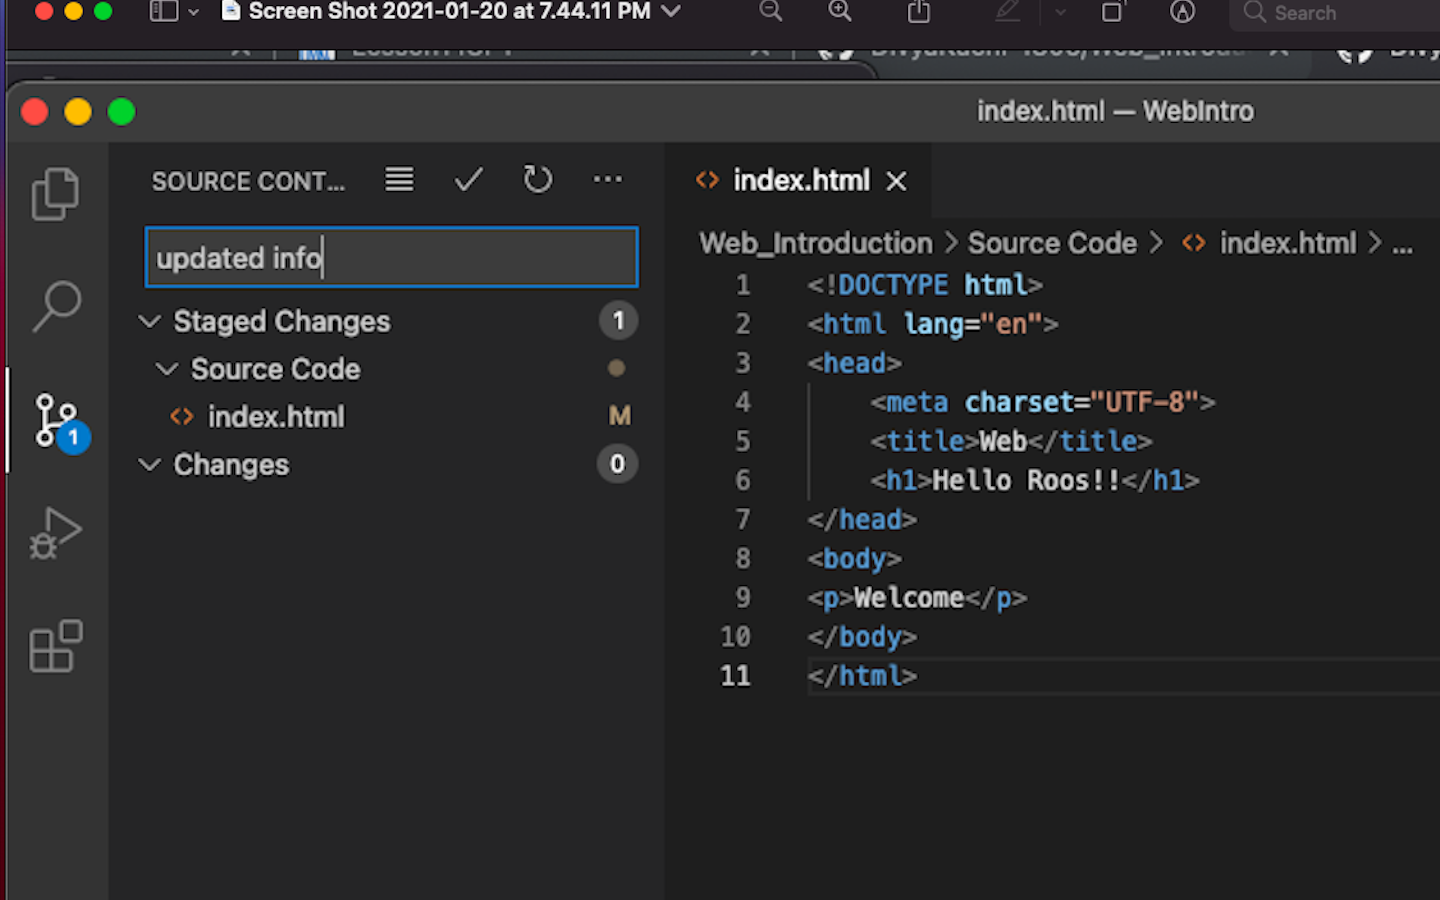 Screen Shot 2021-01-20 at 7.44.11 PM
Search
index.html — WebIntro
SOURCE CONT...
updated info
Staged Changes 1
Source Code
index.html M
Changes 0
1
index.html
Web_Introduction > Source Code > index.html > ...
1 <!DOCTYPE html>
2 <html lang="en">
3 <head>
4 <meta charset="UTF-8">
5 <title>Web</title>
6 <h1>Hello Roos!!</h1>
7 </head>
8 <body>
9 <p>Welcome</p>
10 </body>
11 </html>